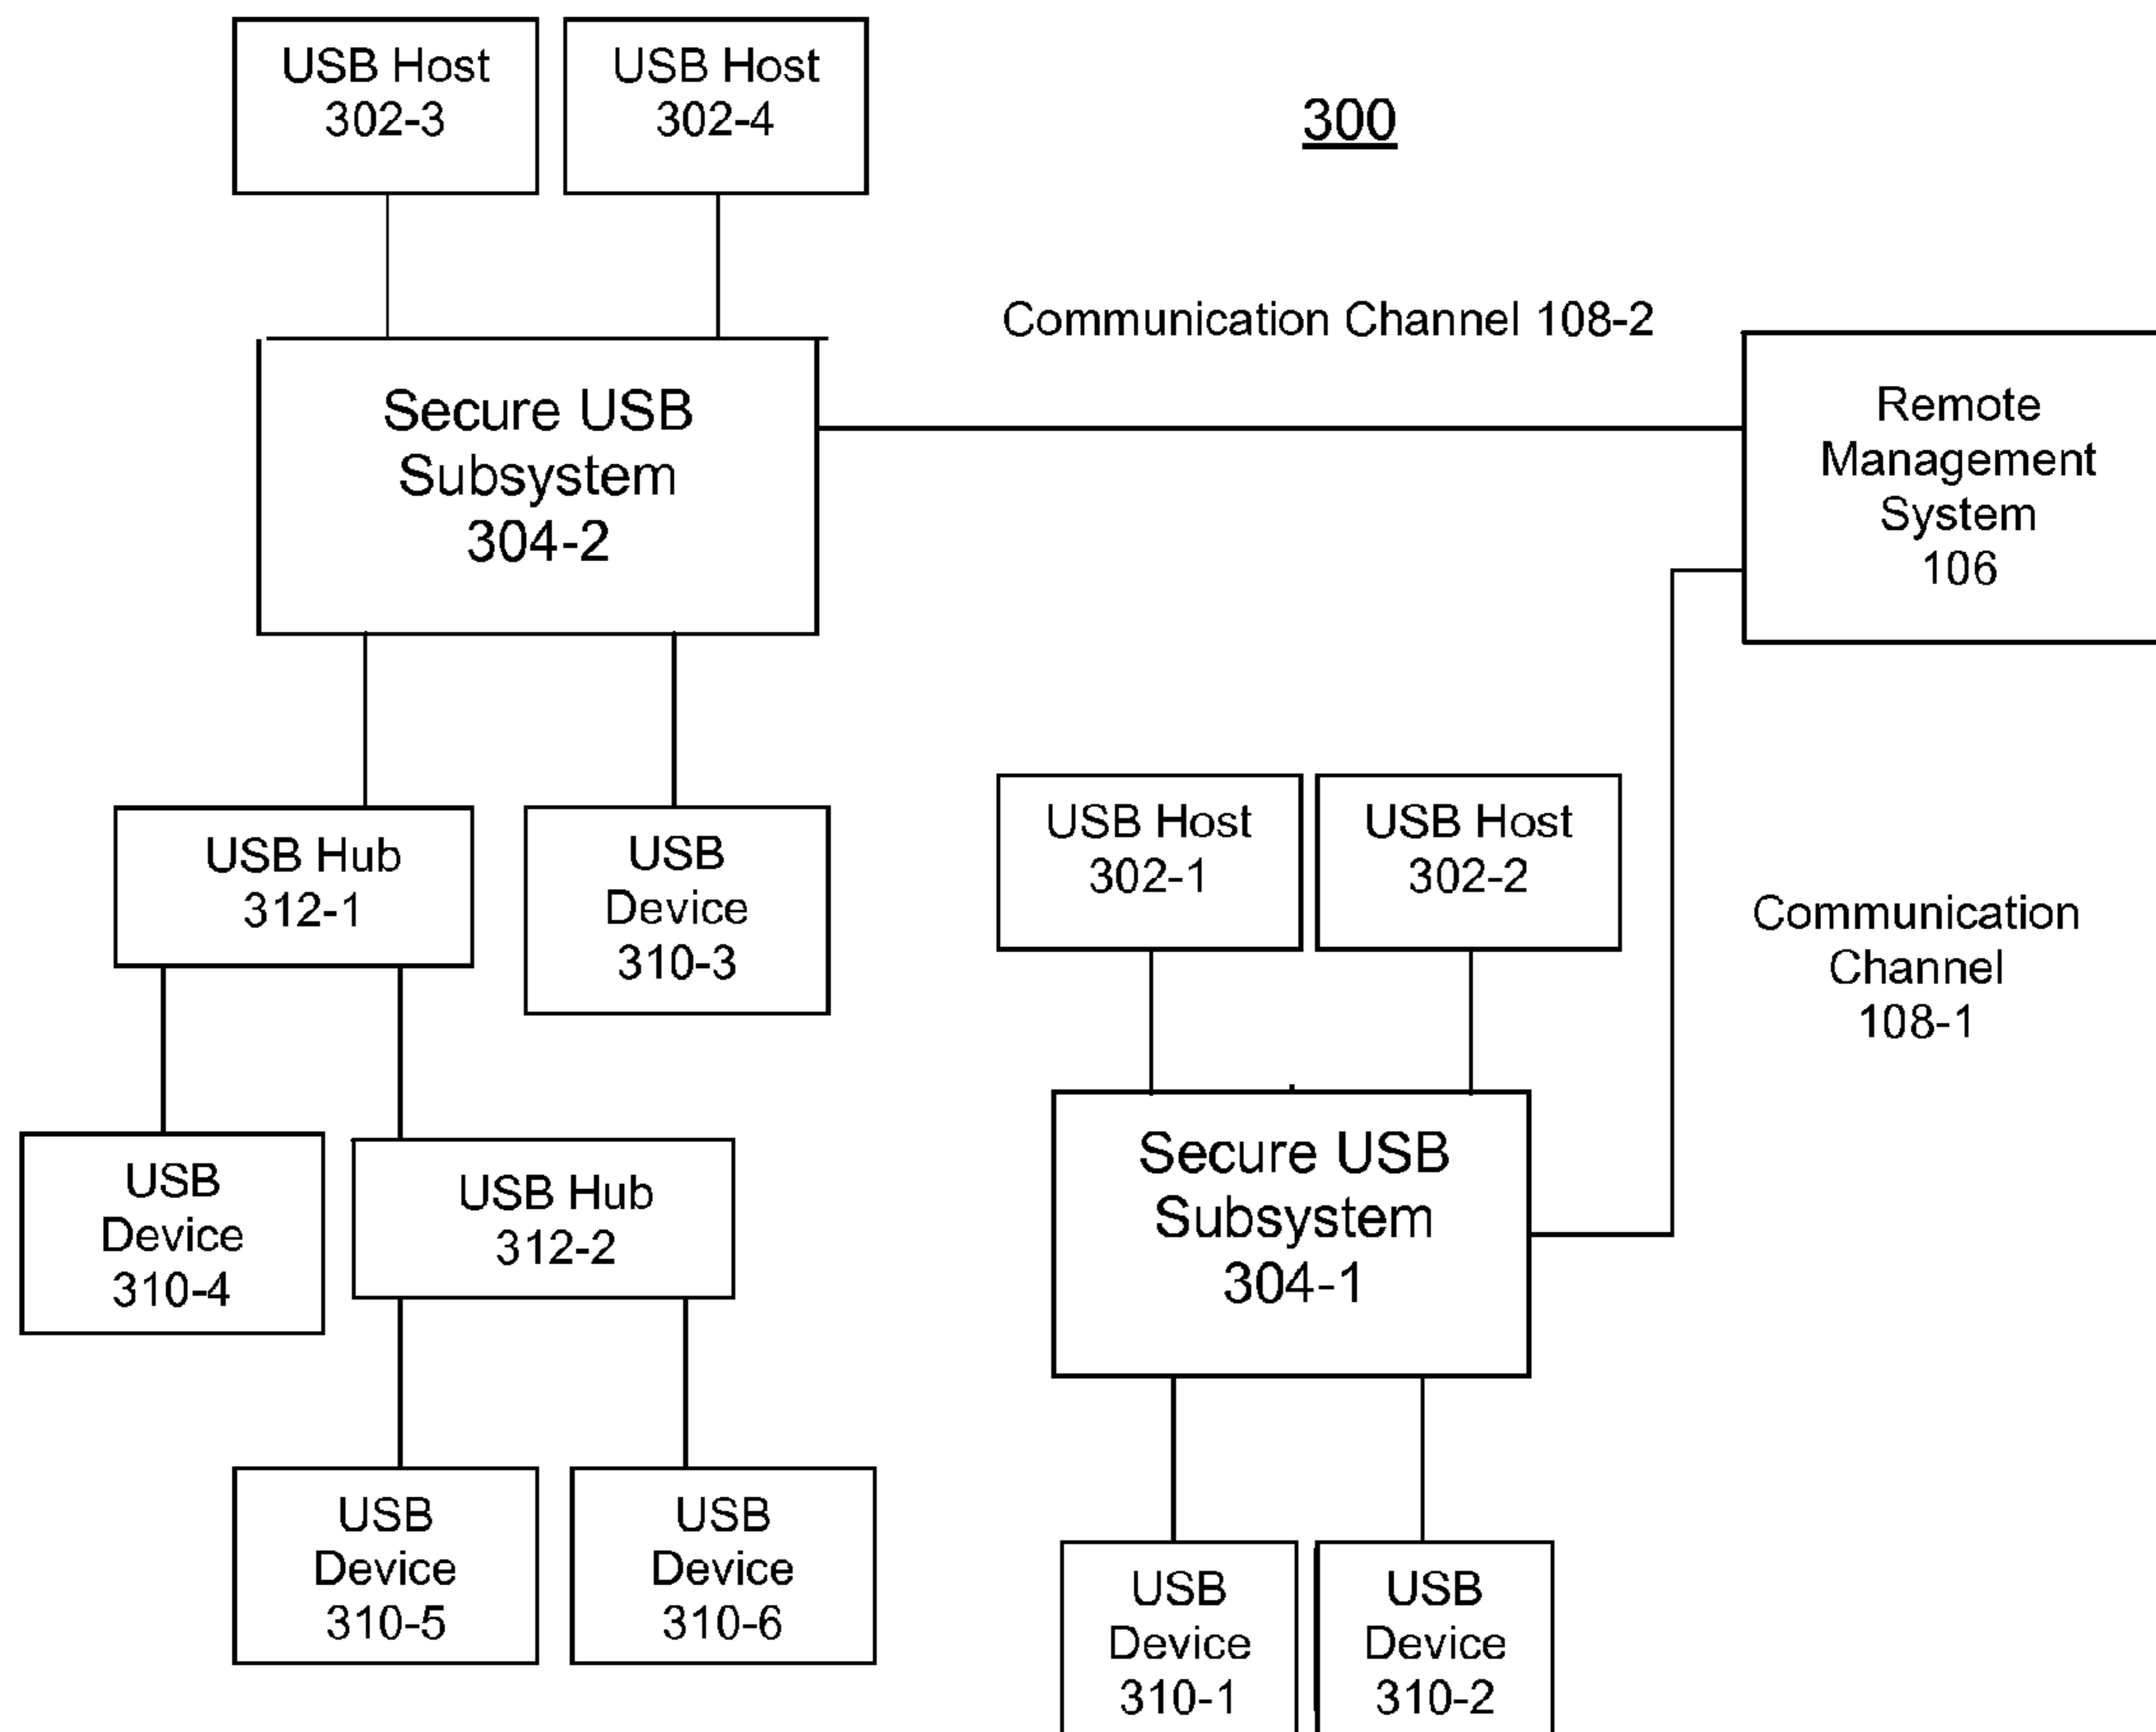 USB Host
302-3
USB Host
302-4
300
Communication Channel 108-2
Secure USB
Subsystem
304-2
Remote
Management
System
106
USB Hub
312-1
USB
Device
310-3
USB Host
302-1
USB Host
302-2
Communication
Channel
108-1
USB
Device
310-4
USB Hub
312-2
Secure USB
Subsystem
304-1
USB
Device
310-5
USB
Device
310-6
USB
Device
310-1
USB
Device
310-2